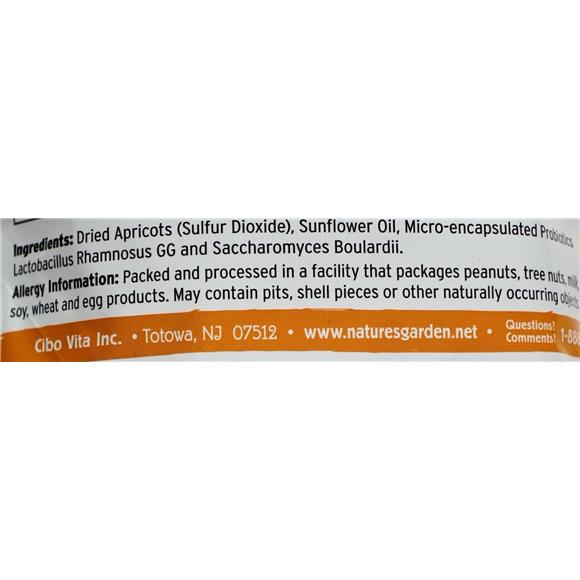 Ingredients: Dried Apricots (Sulfur Dioxide), Sunflower Oil, Micro-encapsulated Probiotics
Lactobacillus Rhamnosus GG and Saccharomyces Boulardii.
Allergy Information: Packed and processed in a facility that packages peanuts, tree nuts, milk,
soy, wheat and egg products. May contain pits, shell pieces or other naturally occurring
Cibo Vita Inc. • Totowa, NJ 07512 • www.naturesgarden.net • Questions? Comments? 1-88